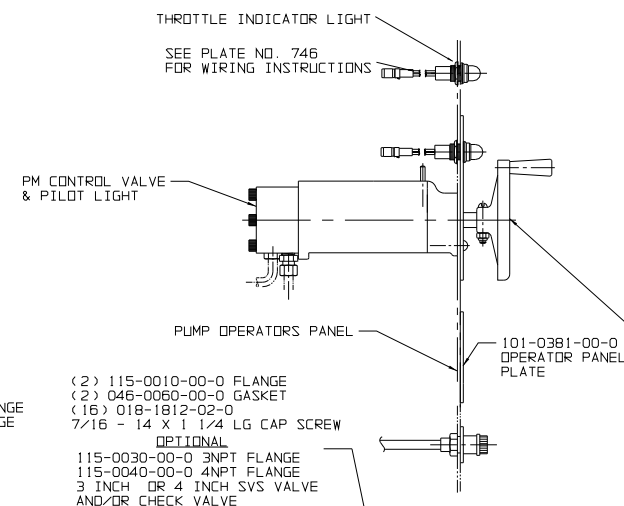 THROTTLE INDICATOR LIGHT
SEE PLATE NO. 746
FOR WIRING INSTRUCTIONS
PM CONTROL VALVE
& PILOT LIGHT
PUMP OPERATORS PANEL
101-0381-00-0
OPERATOR PANEL
PLATE
(2) 115-0010-00-0 FLANGE
(2) 046-0060-00-0 GASKET
(16) 018-1812-02-0
7/16 - 14 X 1 1/4 LG CAP SCREW
OPTIONAL
115-0030-00-0 3NPT FLANGE
115-0040-00-0 4NPT FLANGE
3 INCH OR 4 INCH SVS VALVE
AND/OR CHECK VALVE